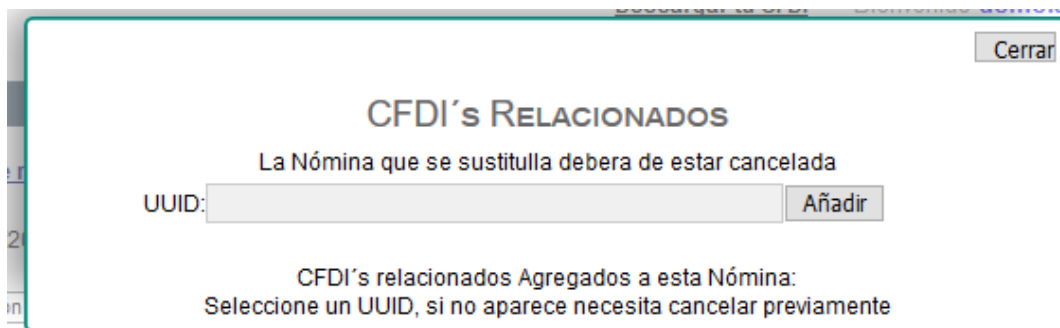 Cerrar
CFDI´s Relacionados
La Nómina que se sustitulla debera de estar cancelada
UUID: Añadir
CFDI´s relacionados Agregados a esta Nómina:
Seleccione un UUID, si no aparece necesita cancelar previamente